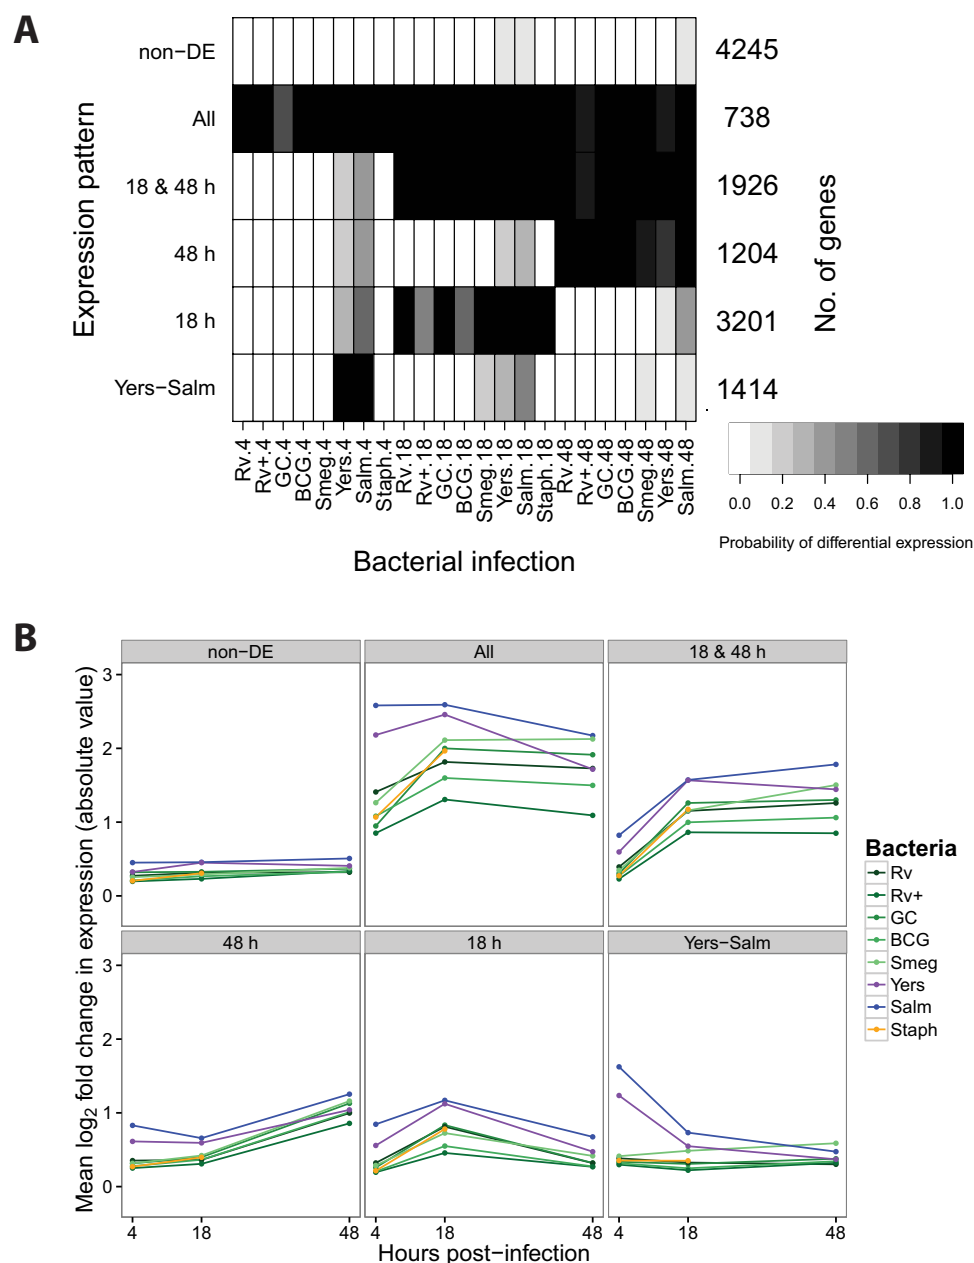 A
Expression pattern
non−DE
All
18 & 48 h
48 h
18 h
Yers−Salm
4245
738
1926
1204
3201
1414
No. of genes
Rv.4
Rv+.4
GC.4
BCG.4
Smeg.4
Yers.4
Salm.4
Staph.4
Rv.18
Rv+.18
GC.18
BCG.18
Smeg.18
Yers.18
Salm.18
Staph.18
Rv.48
Rv+.48
GC.48
BCG.48
Smeg.48
Yers.48
Salm.48
Bacterial infection
0.0 0.2 0.4 0.6 0.8 1.0
Probability of differential expression
B
Mean log₂ fold change in expression (absolute value)
non−DE
All
18 & 48 h
3
2
1
0
48 h
18 h
Yers−Salm
3
2
1
0
4 18 48
4 18 48
4 18 48
Hours post−infection
Bacteria
Rv
Rv+
GC
BCG
Smeg
Yers
Salm
Staph